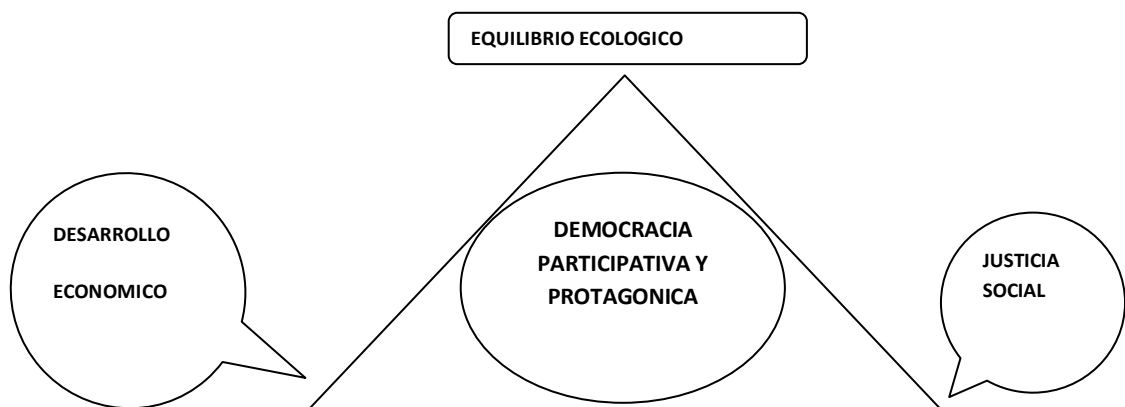 EQUILIBRIO ECOLOGICO
DEMOCRACIA
PARTICIPATIVA Y
PROTAGONICA
DESARROLLO
ECONOMICO
JUSTICIA
SOCIAL